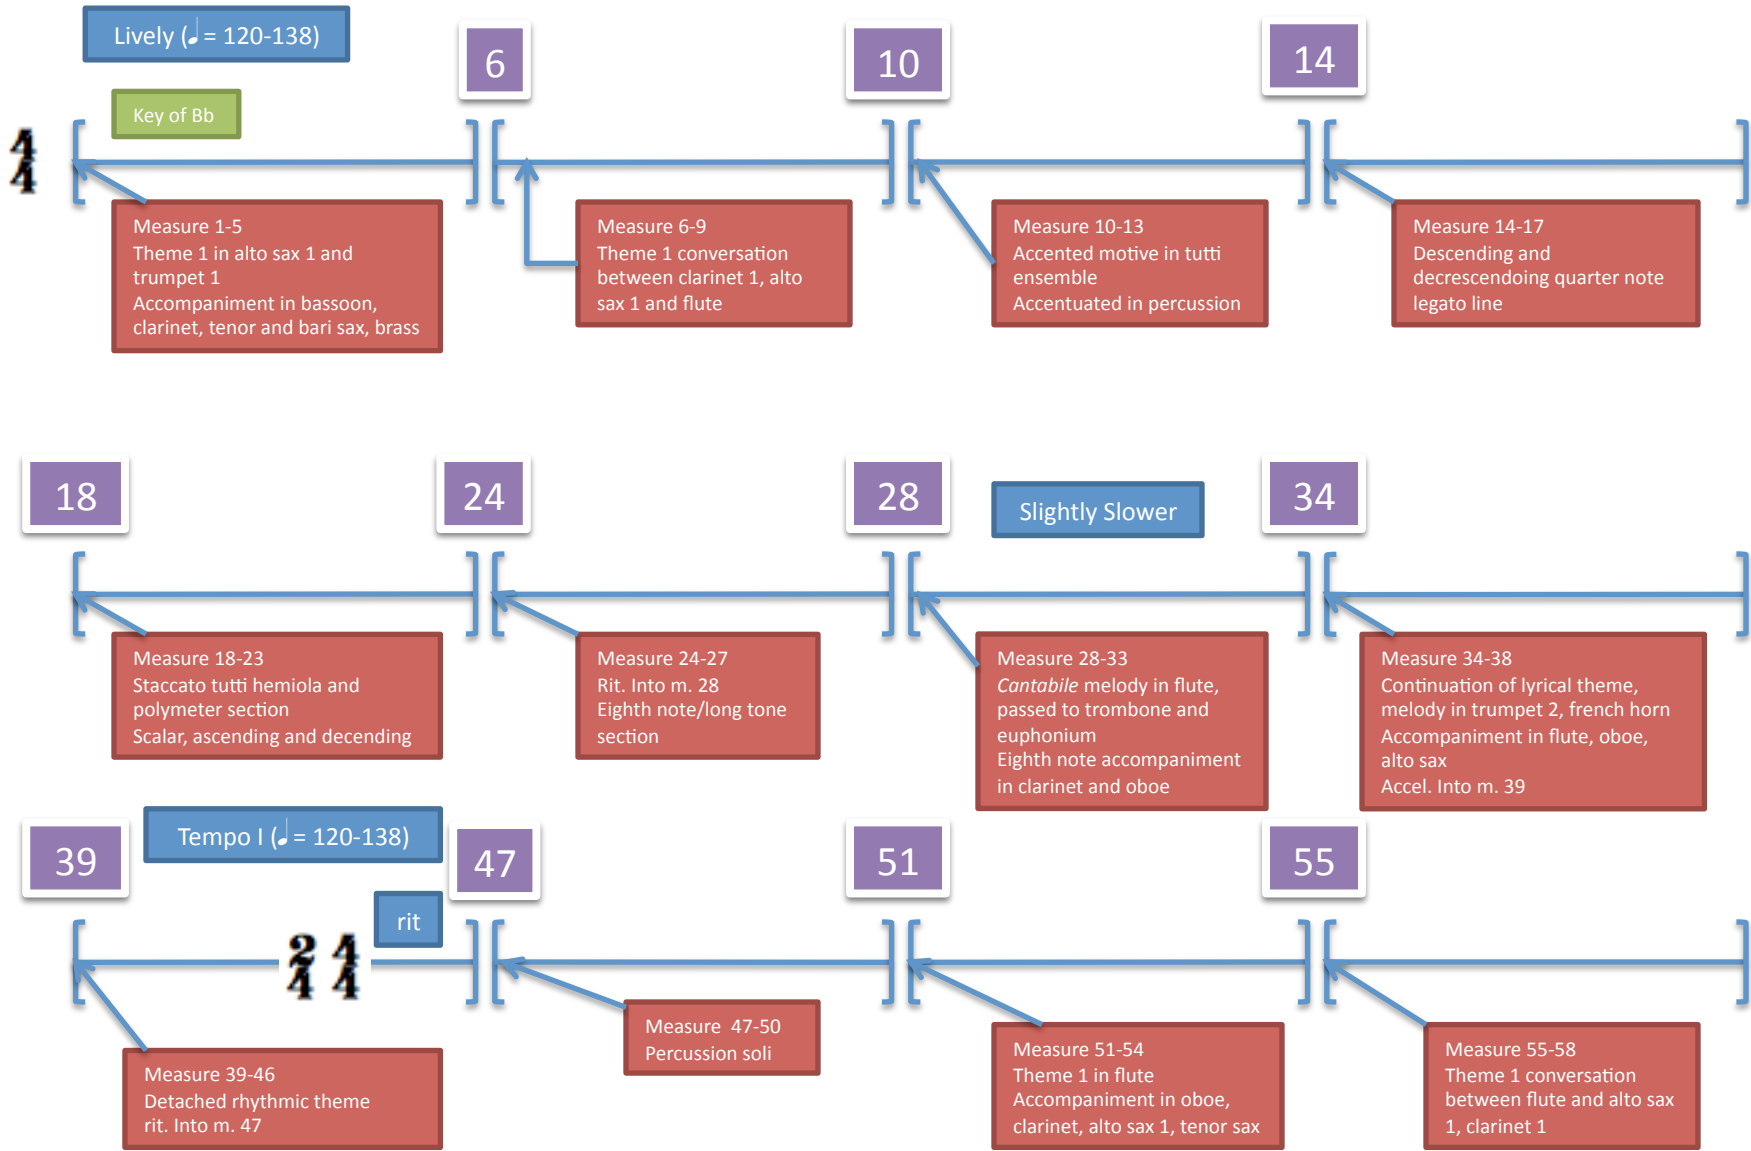 Lively (♩ = 120-138)
6
10
14
Key of Bb
4
4
Measure 1-5
Theme 1 in alto sax 1 and
trumpet 1
Accompaniment in bassoon,
clarinet, tenor and bari sax, brass
Measure 6-9
Theme 1 conversation
between clarinet 1, alto
sax 1 and flute
Measure 10-13
Accented motive in tutti
ensemble
Accentuated in percussion
Measure 14-17
Descending and
decrescendoing quarter note
legato line
18
24
28
Slightly Slower
34
Measure 18-23
Staccato tutti hemiola and
polymeter section
Scalar, ascending and decending
Measure 24-27
Rit. Into m. 28
Eighth note/long tone
section
Measure 28-33
Cantabile melody in flute,
passed to trombone and
euphonium
Eighth note accompaniment
in clarinet and oboe
Measure 34-38
Continuation of lyrical theme,
melody in trumpet 2, french horn
Accompaniment in flute, oboe,
alto sax
Accel. Into m. 39
39
Tempo I (♩ = 120-138)
47
51
55
rit
2 4
4 4
Measure 39-46
Detached rhythmic theme
rit. Into m. 47
Measure 47-50
Percussion soli
Measure 51-54
Theme 1 in flute
Accompaniment in oboe,
clarinet, alto sax 1, tenor sax
Measure 55-58
Theme 1 conversation
between flute and alto sax
1, clarinet 1